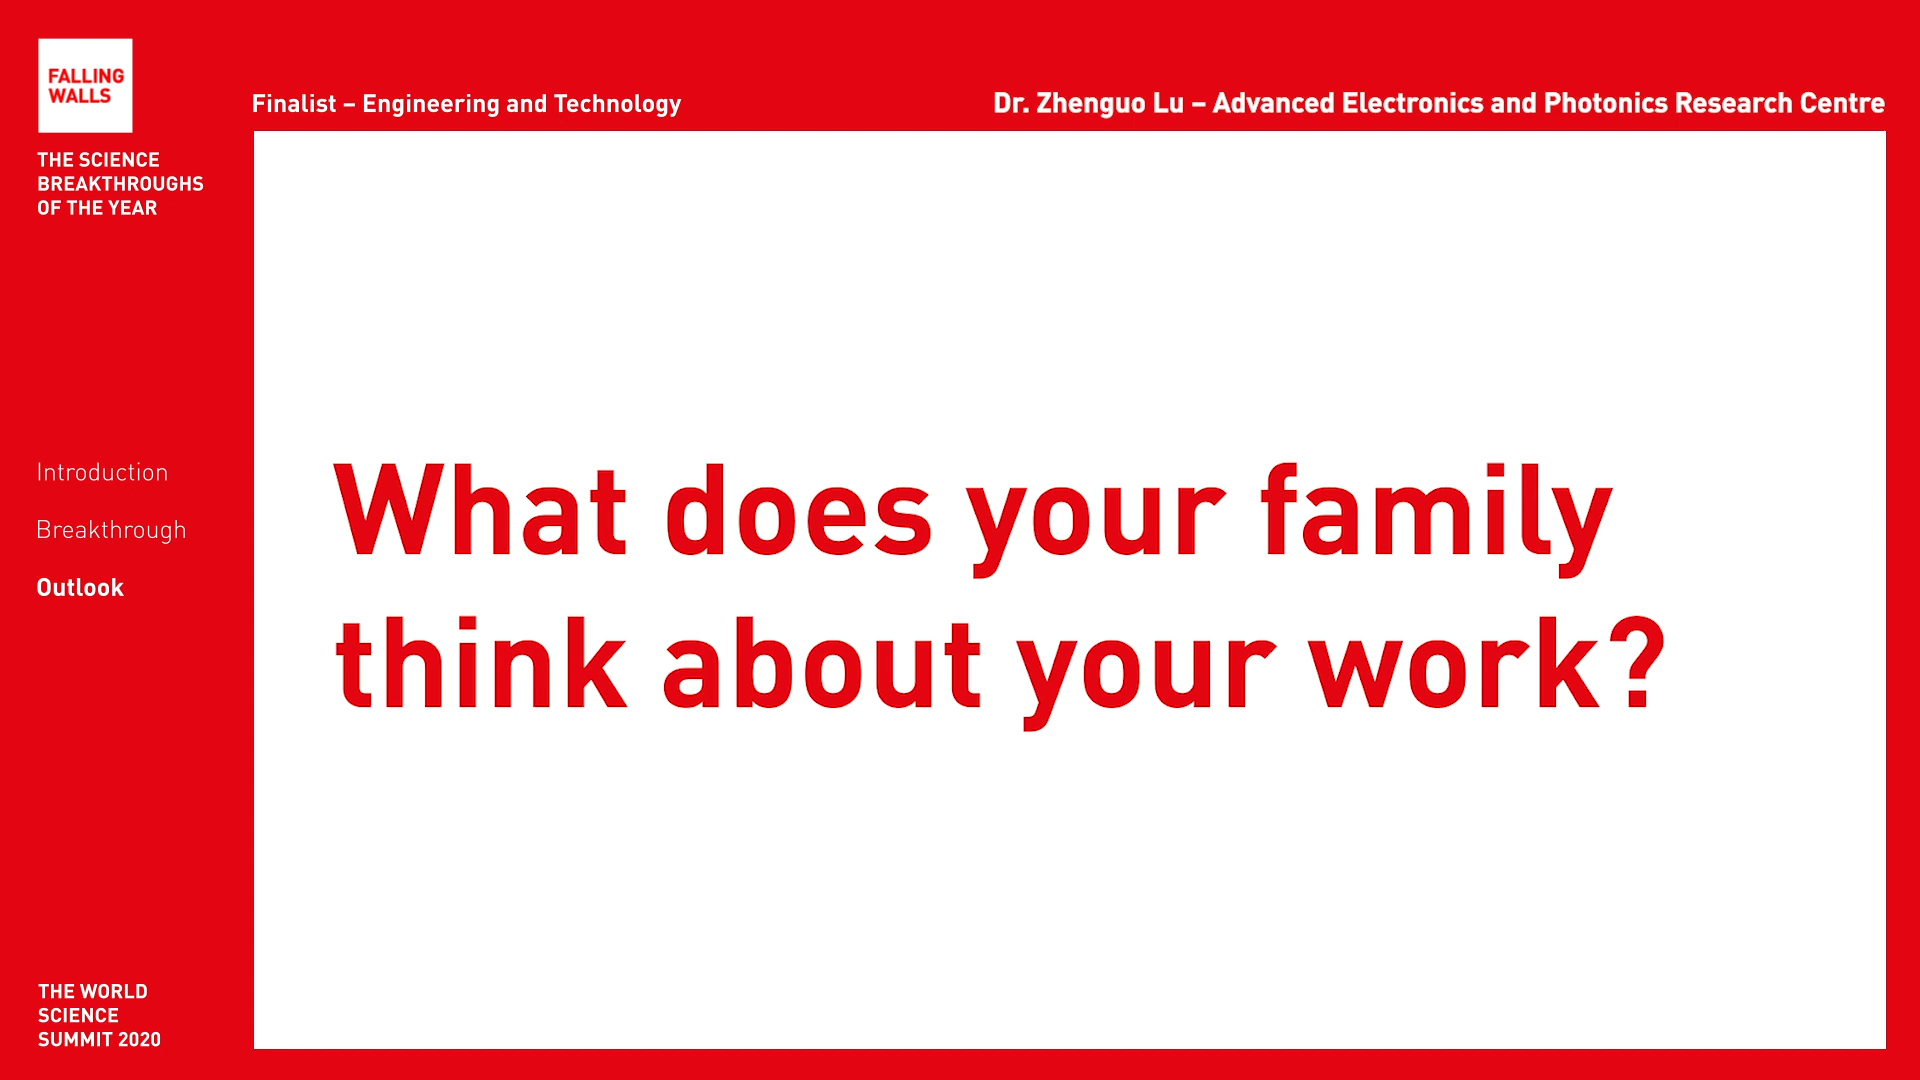 FALLING
WALLS
THE SCIENCE
BREAKTHROUGHS
OF THE YEAR
Finalist – Engineering and Technology
Dr. Zhenguo Lu – Advanced Electronics and Photonics Research Centre
Introduction
Breakthrough
Outlook
What does your family
think about your work?
THE WORLD
SCIENCE
SUMMIT 2020